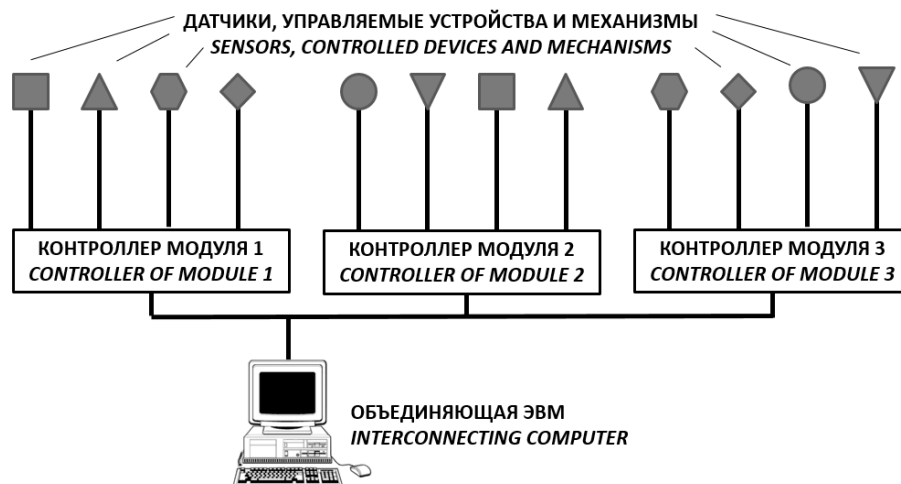 ДАТЧИКИ, УПРАВЛЯЕМЫЕ УСТРОЙСТВА И МЕХАНИЗМЫ
SENSORS, CONTROLLED DEVICES AND MECHANISMS
КОНТРОЛЛЕР МОДУЛЯ 1
CONTROLLER OF MODULE 1
КОНТРОЛЛЕР МОДУЛЯ 2
CONTROLLER OF MODULE 2
КОНТРОЛЛЕР МОДУЛЯ 3
CONTROLLER OF MODULE 3
ОБЪЕДИНЯЮЩАЯ ЭВМ
INTERCONNECTING COMPUTER